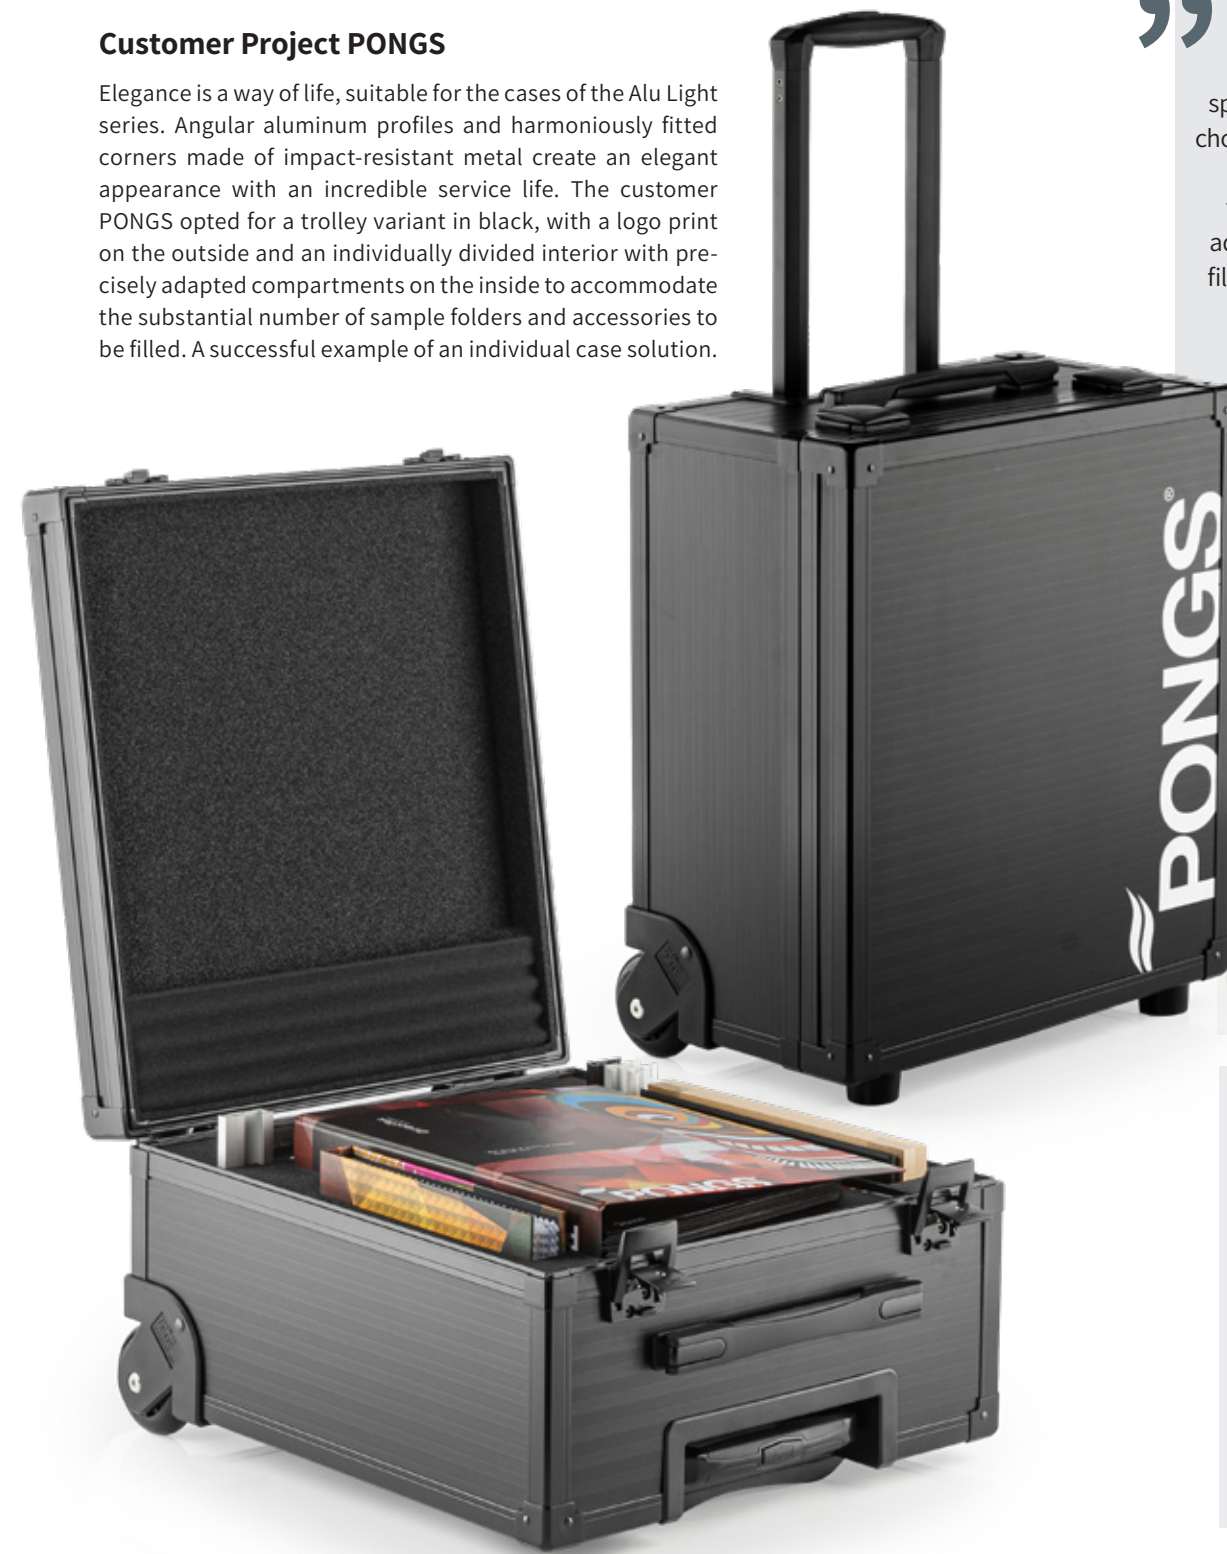 Customer Project PONGS
Elegance is a way of life, suitable for the cases of the Alu Light
series. Angular aluminum profiles and harmoniously fitted
corners made of impact-resistant metal create an elegant
appearance with an incredible service life. The customer
PONGS opted for a trolley variant in black, with a logo print
on the outside and an individually divided interior with pre-
cisely adapted compartments on the inside to accommodate
the substantial number of sample folders and accessories to
be filled. A successful example of an individual case solution.
”
PONGS®
PONGS